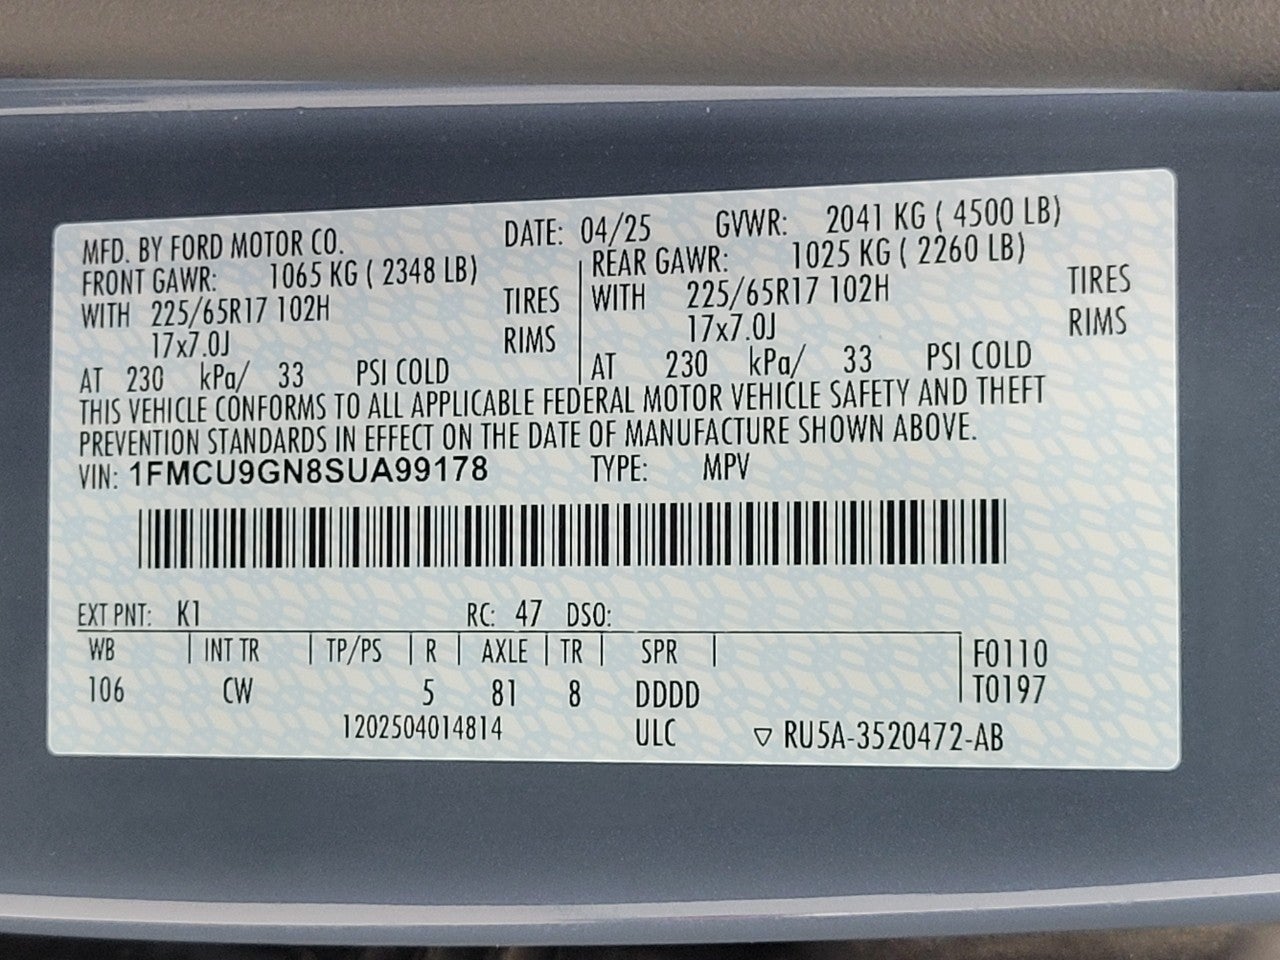 MFD. BY FORD MOTOR CO. DATE: 04/25 GVWR: 2041 KG ( 4500 LB)
FRONT GAWR: 1065 KG ( 2348 LB) REAR GAWR: 1025 KG ( 2260 LB)
WITH 225/65R17 102H TIRES WITH 225/65R17 102H TIRES
17x7.0J RIMS 17x7.0J RIMS
AT 230 kPa/ 33 PSI COLD AT 230 kPa/ 33 PSI COLD
THIS VEHICLE CONFORMS TO ALL APPLICABLE FEDERAL MOTOR VEHICLE SAFETY AND THEFT
PREVENTION STANDARDS IN EFFECT ON THE DATE OF MANUFACTURE SHOWN ABOVE.
VIN: 1FMCU9GN8SUA99178 TYPE: MPV
EXT PNT: K1 RC: 47 DSO:
WB INT TR TP/PS R AXLE TR SPR F0110
106 CW 5 81 8 DDDD T0197
1202504014814 ULC ▽ RU5A-3520472-AB